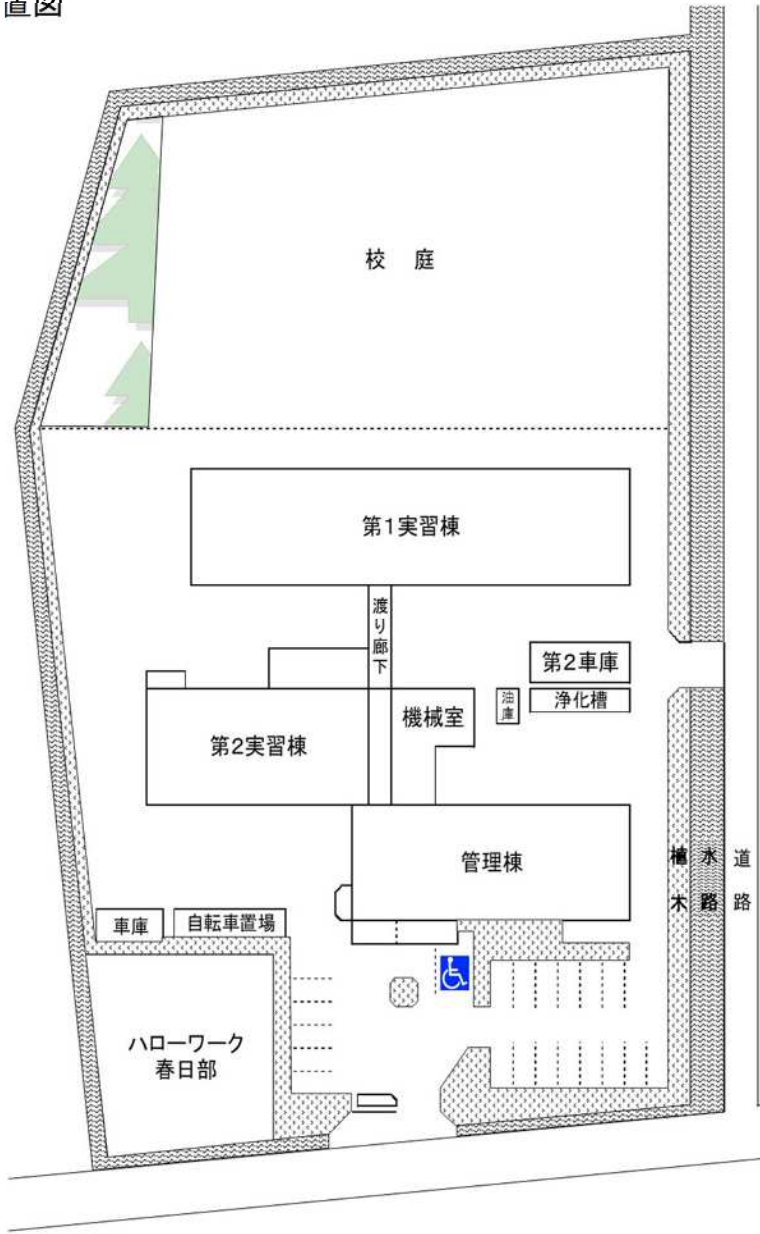 置図
校 庭
第1実習棟
渡り廊下
第2車庫
油庫
浄化槽
機械室
第2実習棟
管理棟
植木
水路
道路
車庫
自転車置場
ハローワーク
春日部